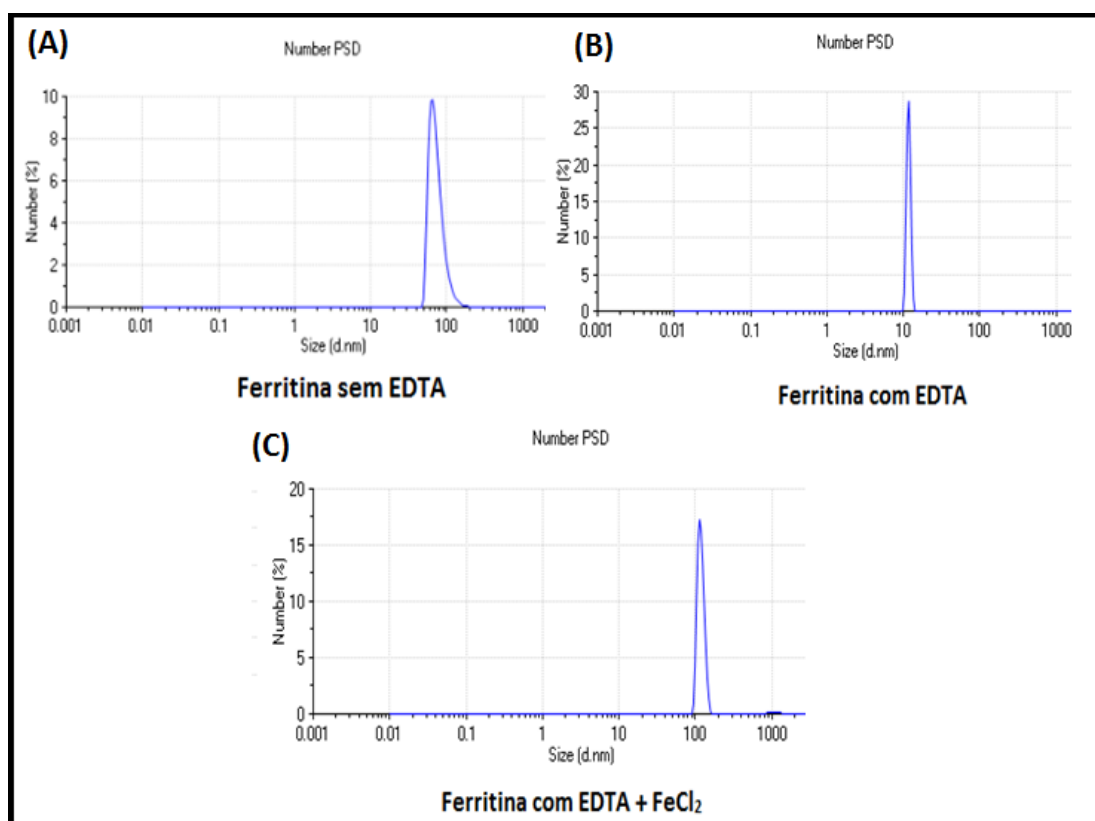 (A)
Number PSD
10
8
6
4
2
0
Number (%)
0.001 0.01 0.1 1 10 100 1000
Size (d.nm)
Ferritina sem EDTA
(B)
Number PSD
30
25
20
15
10
5
0
Number (%)
0.001 0.01 0.1 1 10 100 1000
Size (d.nm)
Ferritina com EDTA
(C)
Number PSD
20
15
10
5
0
Number (%)
0.001 0.01 0.1 1 10 100 1000
Size (d.nm)
Ferritina com EDTA + FeCl₂